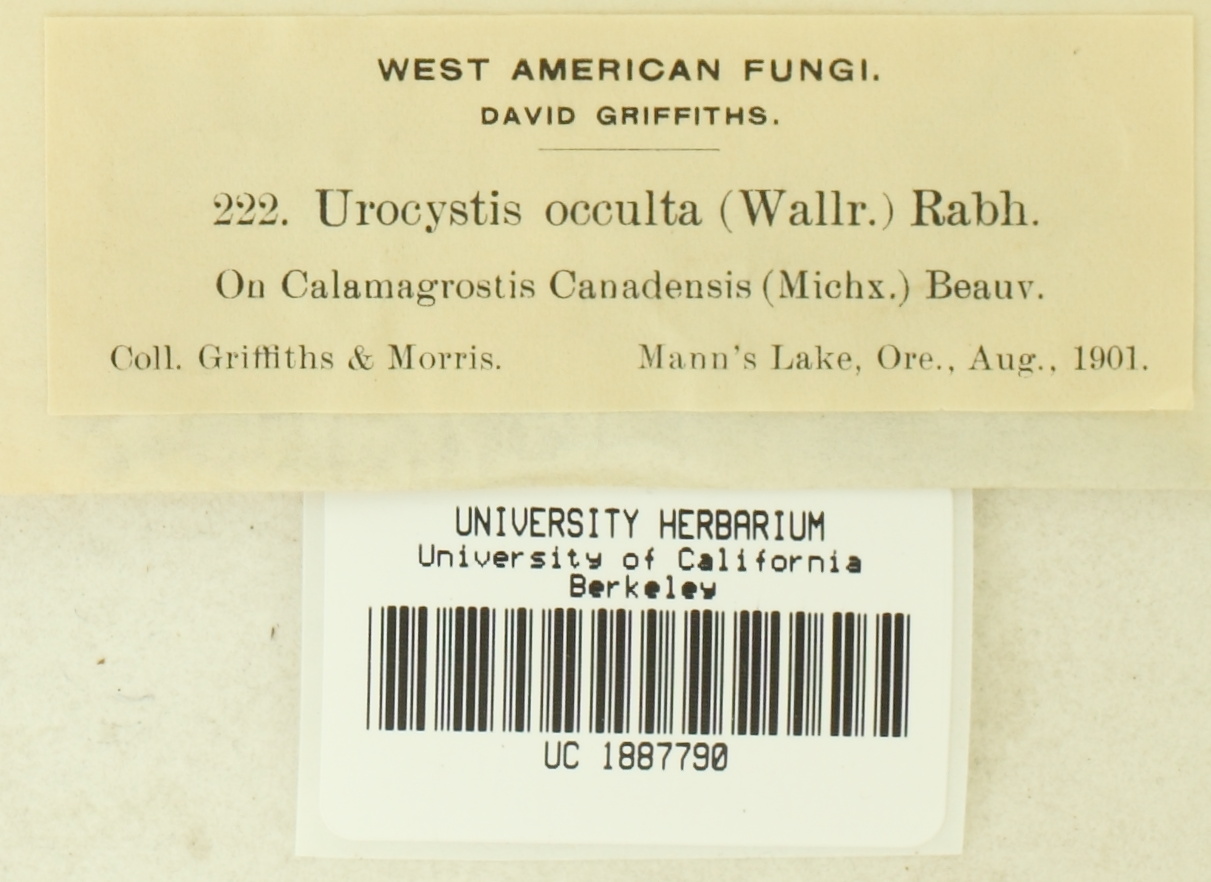 WEST AMERICAN FUNGI.
DAVID GRIFFITHS.
222. Urocystis occulta (Wallr.) Rabh.
On Calamagrostis Canadensis (Michx.) Beauv.
Coll. Griffiths & Morris. Mann's Lake, Ore., Aug., 1901.
UNIVERSITY HERBARIUM
University of California
Berkeley
UC 1887790